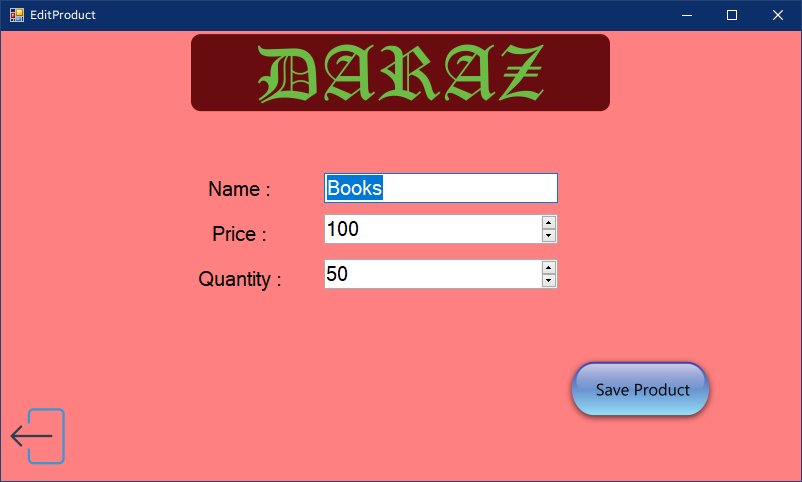 EditProduct
DARAZ
Name :
Books
Price :
100
Quantity :
50
Save Product